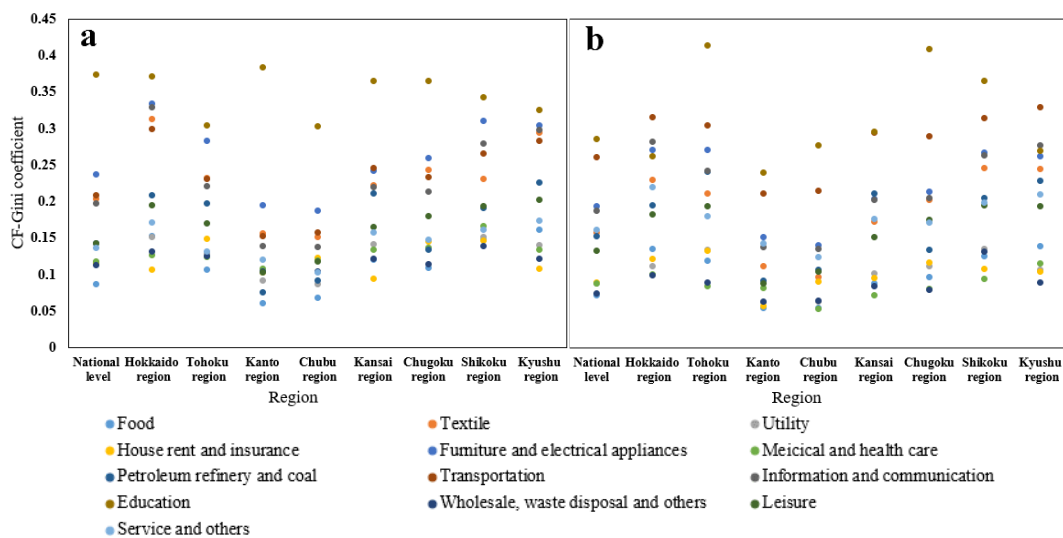 a
b
0.45
0.4
0.35
0.3
0.25
0.2
0.15
0.1
0.05
0
CF-Gini coefficient
National Hokkaido Tohoku Kanto Chubu Kansai Chugoku Shikoku Kyushu
level region region region region region region region region
Region
National Hokkaido Tohoku Kanto Chubu Kansai Chugoku Shikoku Kyushu
level region region region region region region region region
Region
Food
Textile
Utility
House rent and insurance
Furniture and electrical appliances
Meicical and health care
Petroleum refinery and coal
Transportation
Information and communication
Education
Wholesale, waste disposal and others
Leisure
Service and others